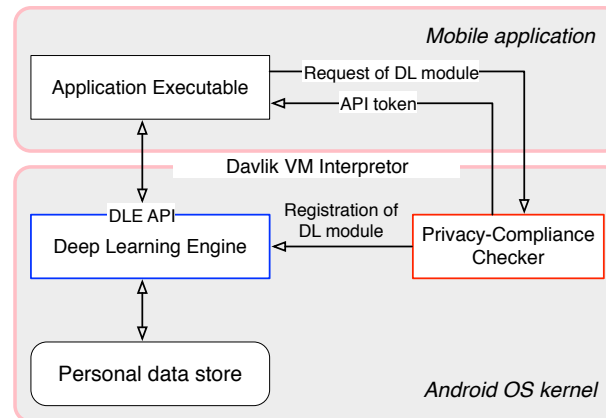 Mobile application
Application Executable
Request of DL module
API token
Davlik VM Interpretor
DLE API
Deep Learning Engine
Registration of
DL module
Privacy-Compliance
Checker
Personal data store
Android OS kernel